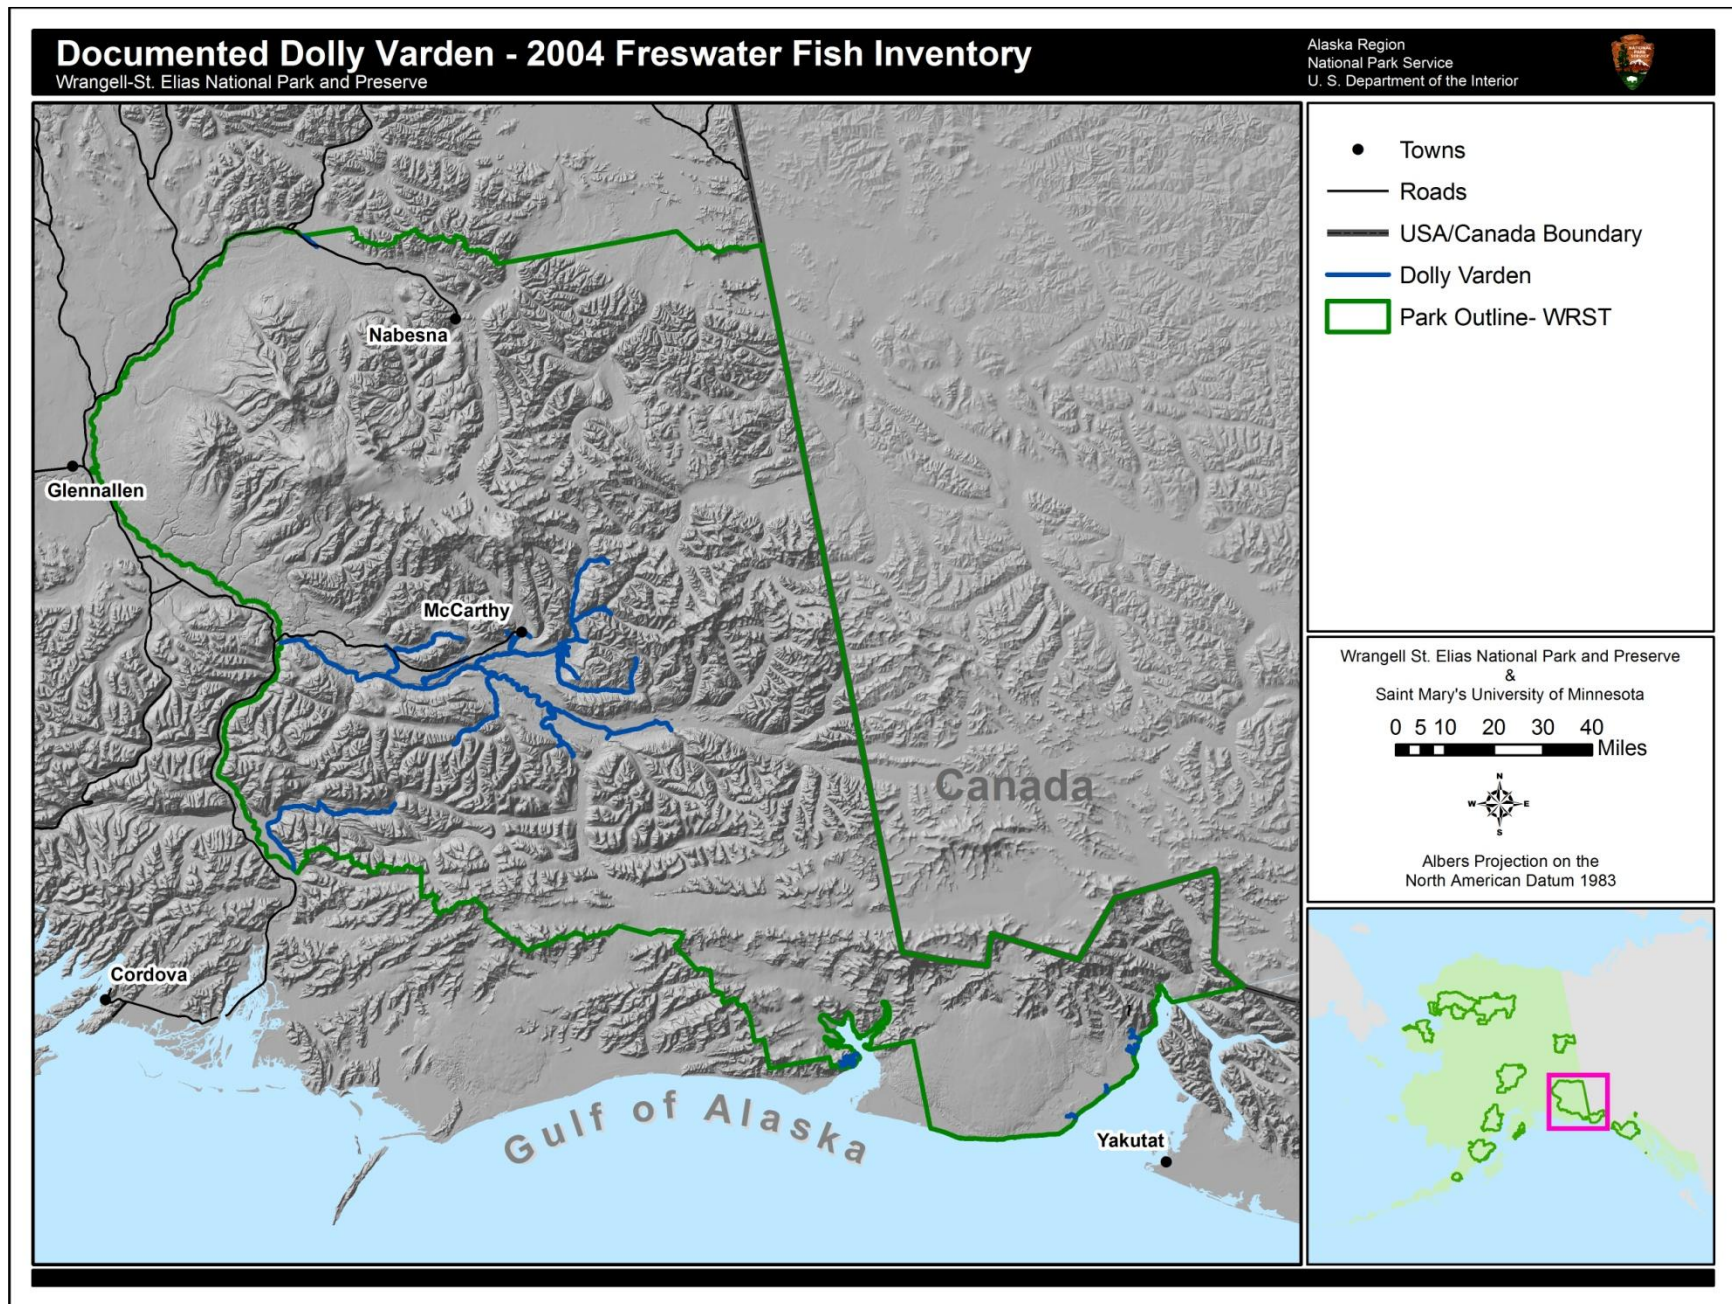 Documented Dolly Varden - 2004 Freswater Fish Inventory
Wrangell-St. Elias National Park and Preserve
Alaska Region
National Park Service
U. S. Department of the Interior
Towns
Roads
USA/Canada Boundary
Dolly Varden
Park Outline- WRST
Nabesna
Glennallen
McCarthy
Canada
Cordova
Gulf of Alaska
Yakutat
Wrangell St. Elias National Park and Preserve
&
Saint Mary's University of Minnesota
0 5 10 20 30 40
Miles
N
W E
S
Albers Projection on the
North American Datum 1983